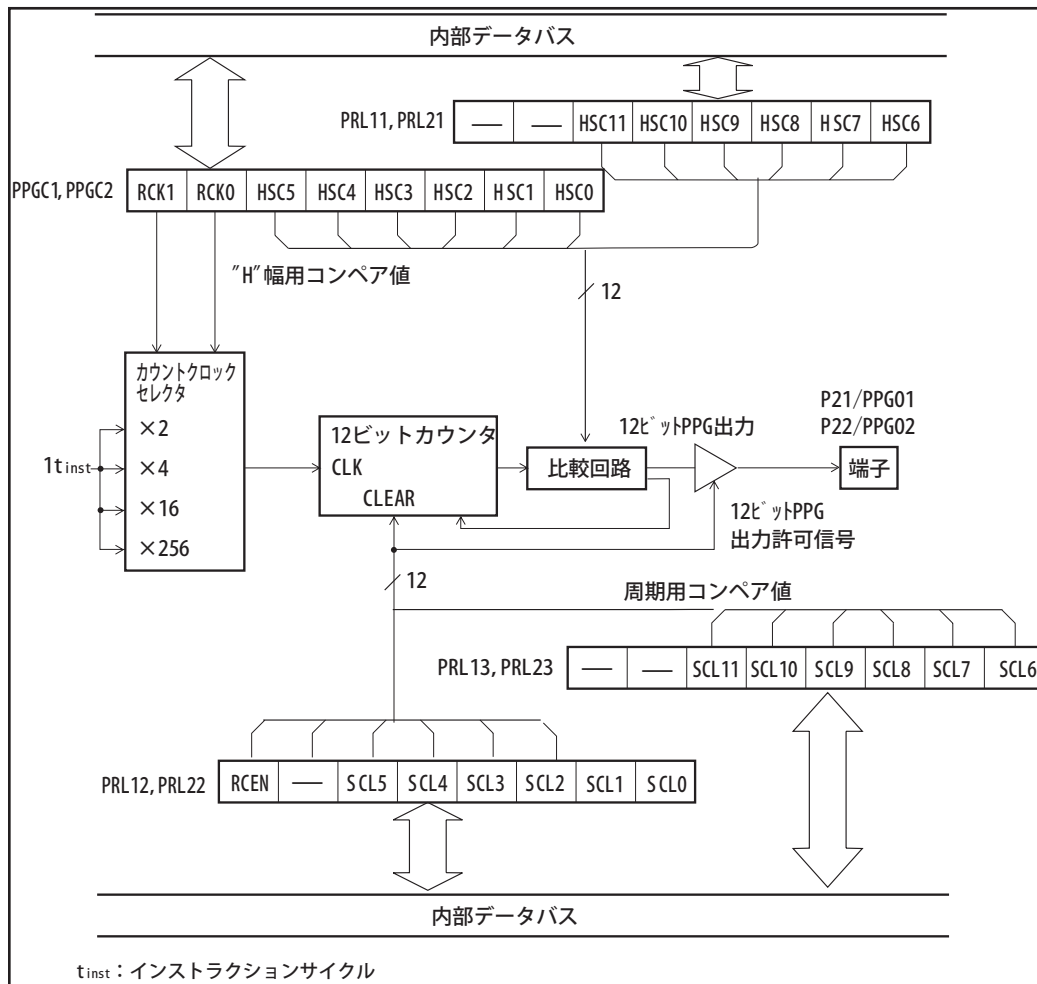 内部データバス
PRL11, PRL21 — — HSC11 HSC10 HSC9 HSC8 HSC7 HSC6
PPGC1, PPGC2 RCK1 RCK0 HSC5 HSC4 HSC3 HSC2 HSC1 HSC0
"H"幅用コンペア値
12
カウントクロック
セレクタ
×2
×4
×16
×256
1tinst
12ビットカウンタ
CLK
CLEAR
比較回路
12ビットPPG出力
P21/PPG01
P22/PPG02
端子
12ビットPPG
出力許可信号
12
周期用コンペア値
PRL13, PRL23 — — SCL11 SCL10 SCL9 SCL8 SCL7 SCL6
PRL12, PRL22 RCEN — SCL5 SCL4 SCL3 SCL2 SCL1 SCL0
内部データバス
tinst：インストラクションサイクル